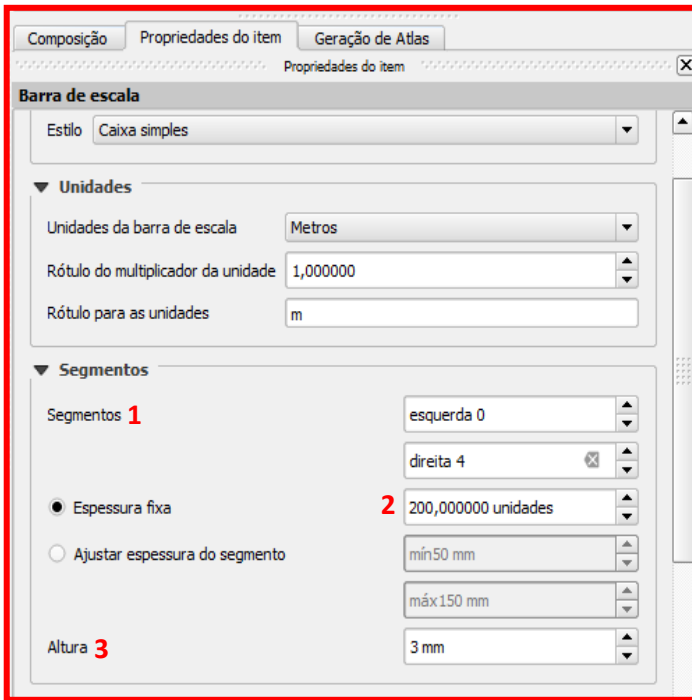 Composição Propriedades do item Geração de Atlas
Propriedades do item
Barra de escala
Estilo Caixa simples
Unidades
Unidades da barra de escala Metros
Rótulo do multiplicador da unidade 1,000000
Rótulo para as unidades m
Segmentos
Segmentos 1 esquerda 0
direita 4
Espessura fixa 2 200,000000 unidades
Ajustar espessura do segmento mín50 mm
máx150 mm
Altura 3 3 mm